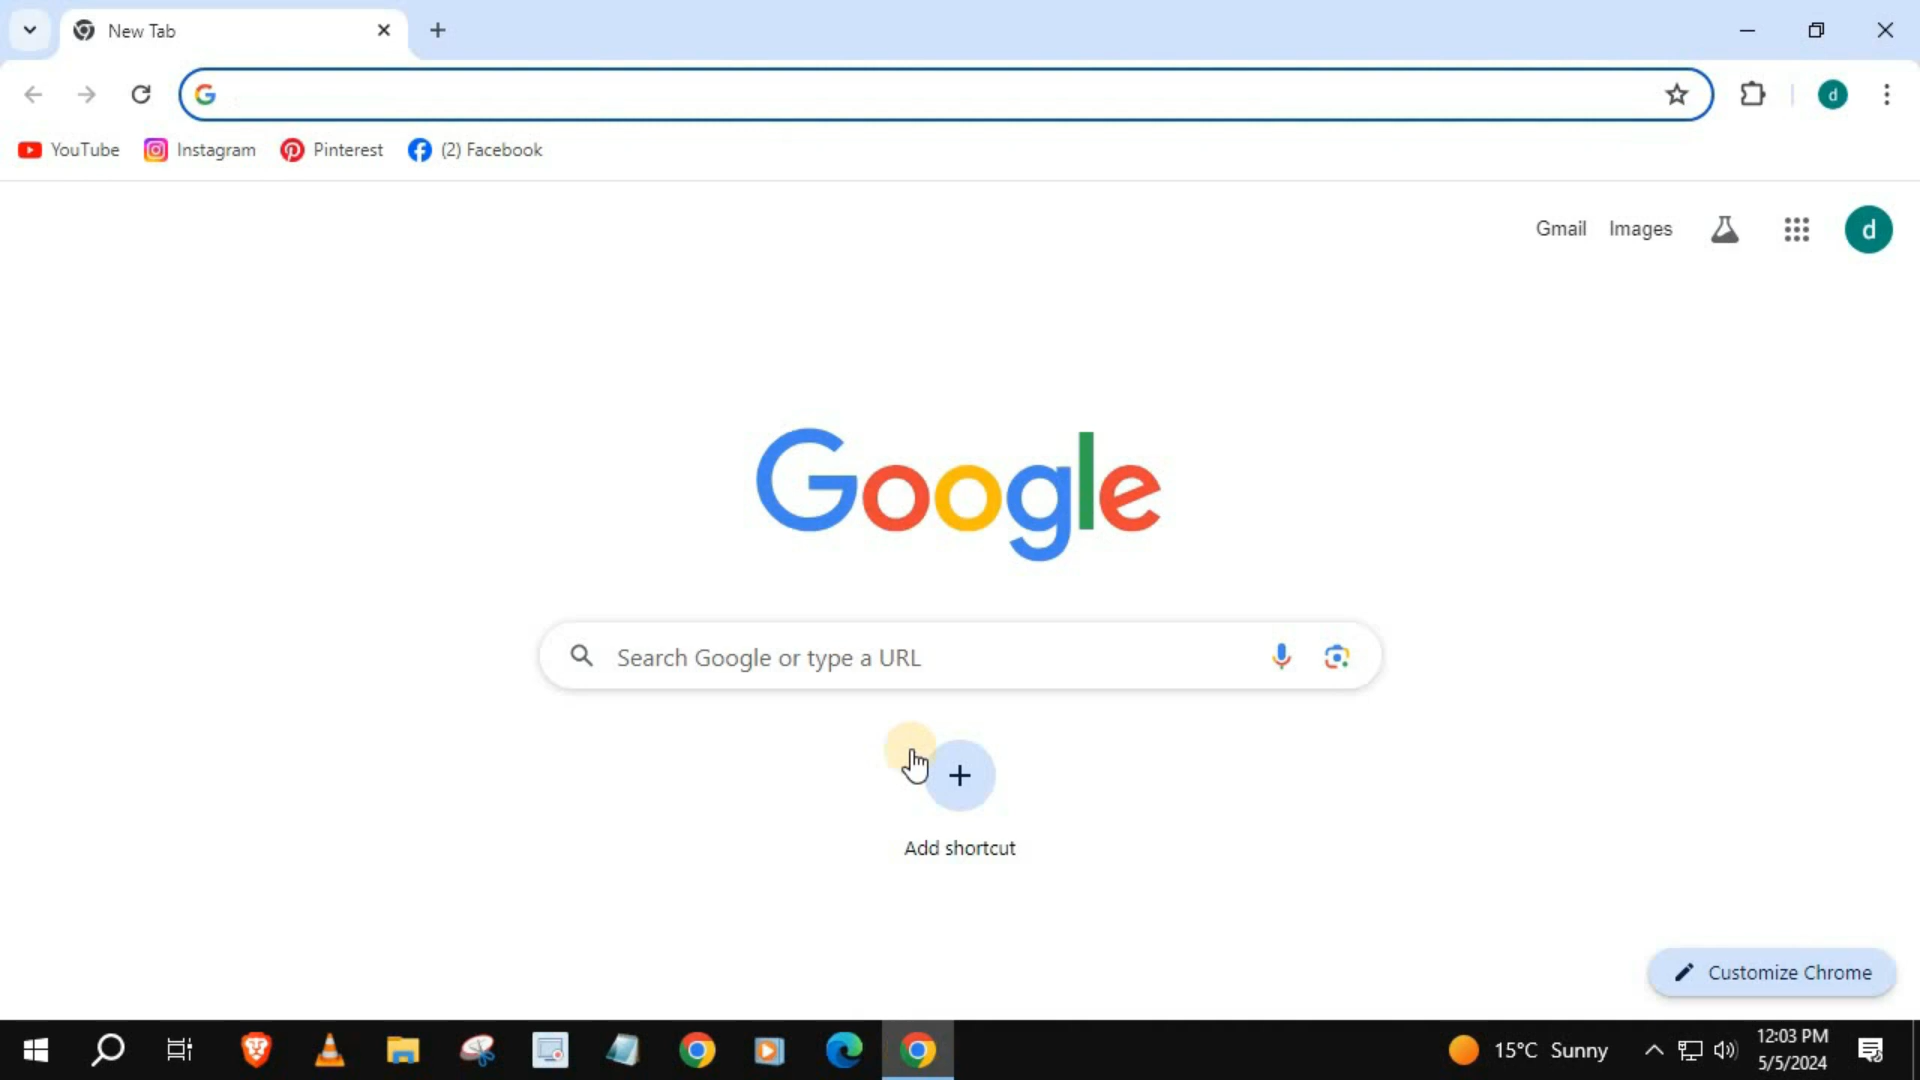 New Tab
YouTube Instagram Pinterest (2) Facebook
Gmail Images d
d
Google
Search Google or type a URL
Add shortcut
Customize Chrome
15°C Sunny
12:03 PM
5/5/2024